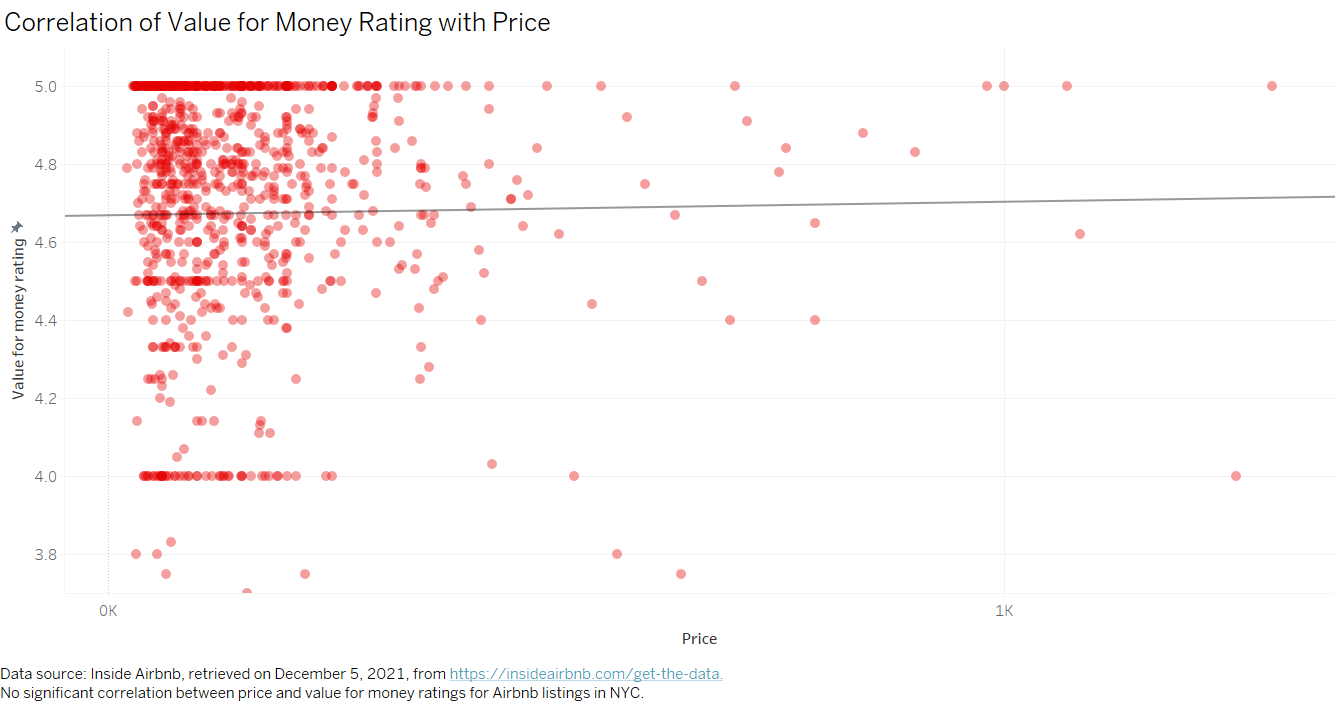 Correlation of Value for Money Rating with Price
5.0
4.8
4.6
4.4
4.2
4.0
3.8
Value for money rating
0K
1K
Price
Data source: Inside Airbnb, retrieved on December 5, 2021, from https://insideairbnb.com/get-the-data.
No significant correlation between price and value for money ratings for Airbnb listings in NYC.